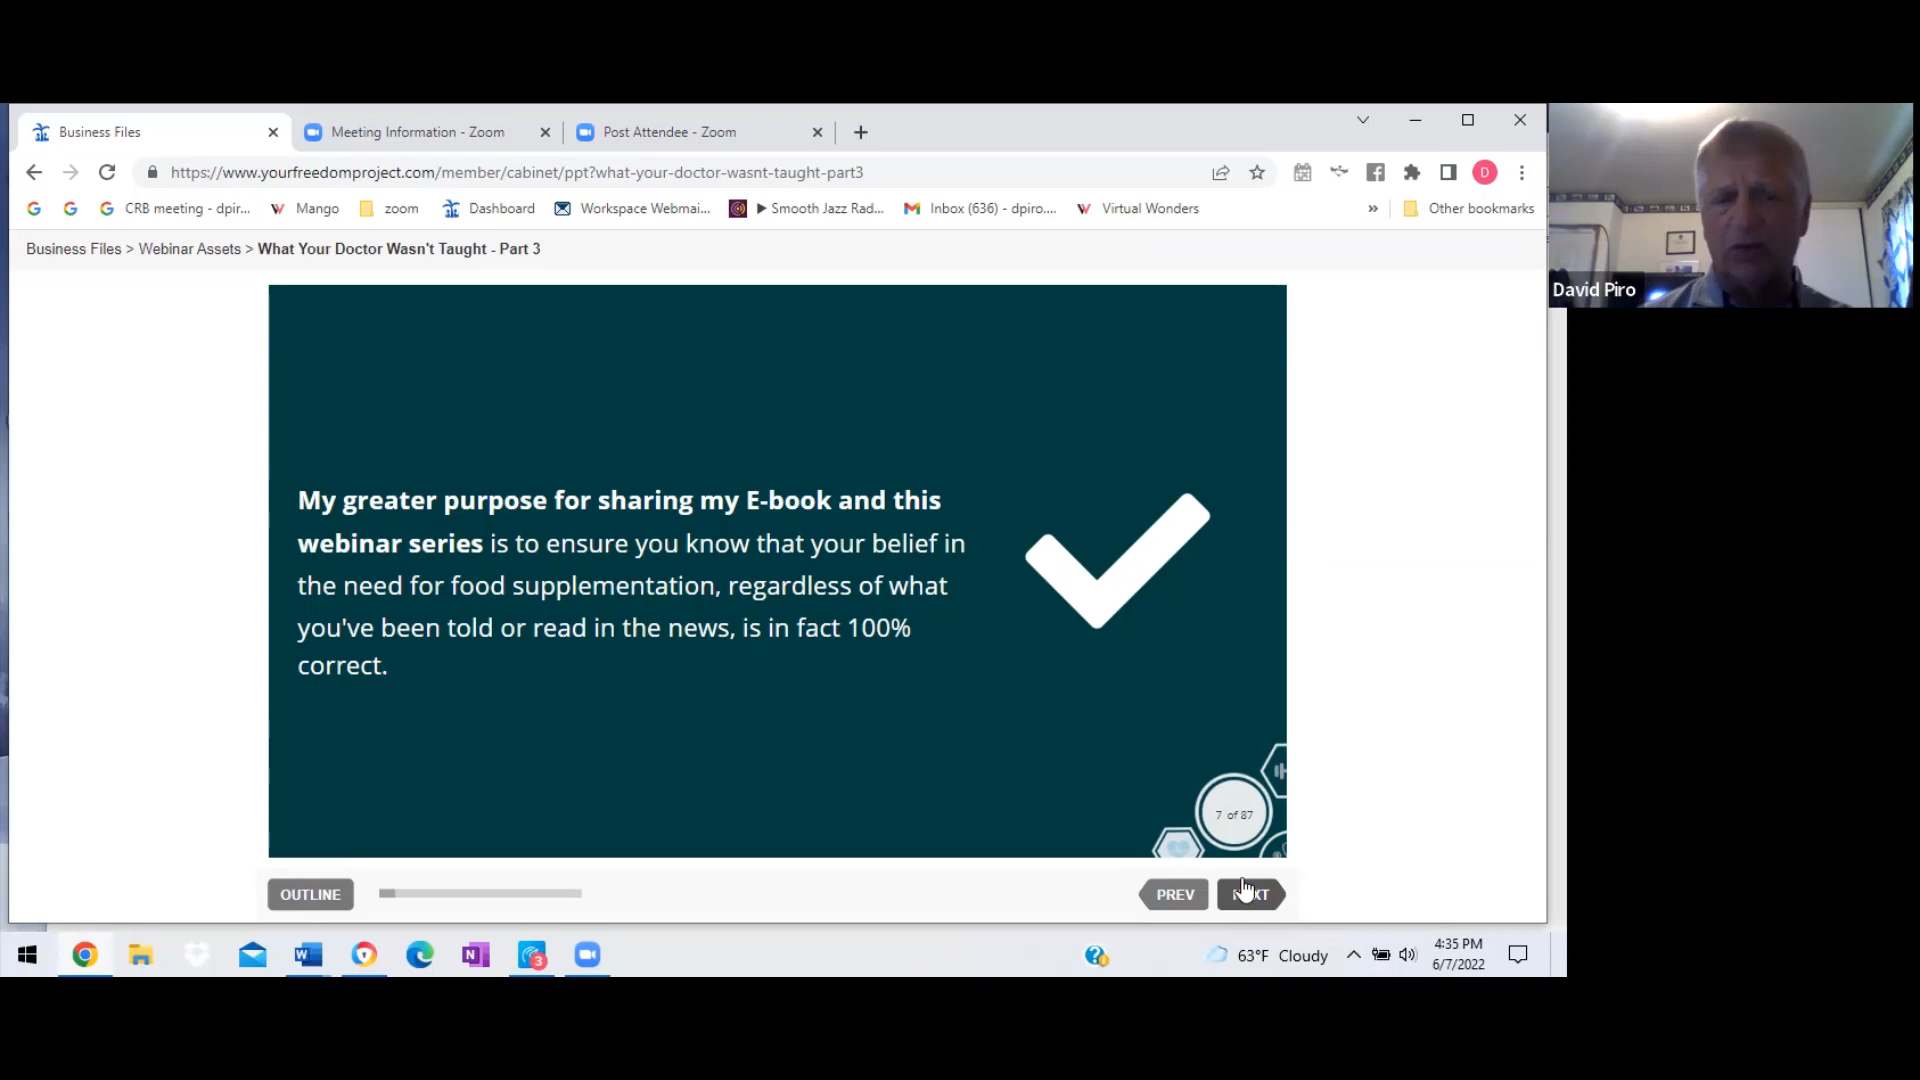 Business Files
Meeting Information - Zoom
Post Attendee - Zoom
https://www.yourfreedomproject.com/member/cabinet/ppt?what-your-doctor-wasnt-taught-part3
D
CRB meeting - dpir...
Mango
zoom
Dashboard
Workspace Webmai...
Smooth Jazz Rad...
Inbox (636) - dpiro....
Virtual Wonders
»
Other bookmarks
Business Files > Webinar Assets > What Your Doctor Wasn't Taught - Part 3
David Piro
My greater purpose for sharing my E-book and this
webinar series is to ensure you know that your belief in
the need for food supplementation, regardless of what
you've been told or read in the news, is in fact 100%
correct.
7 of 87
OUTLINE
PREV
NEXT
3
63°F Cloudy
4:35 PM
6/7/2022